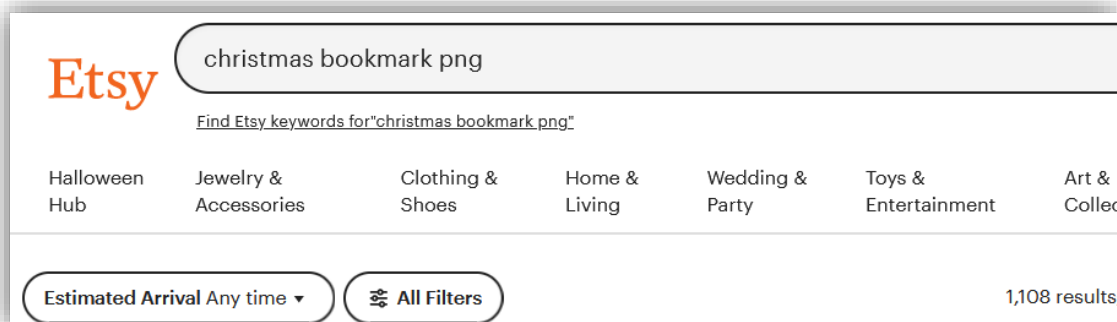 christmas bookmark png
Etsy
Find Etsy keywords for"christmas bookmark png"
Halloween Hub
Jewelry & Accessories
Clothing & Shoes
Home & Living
Wedding & Party
Toys & Entertainment
Art & Collec
Estimated Arrival Any time
All Filters
1,108 results